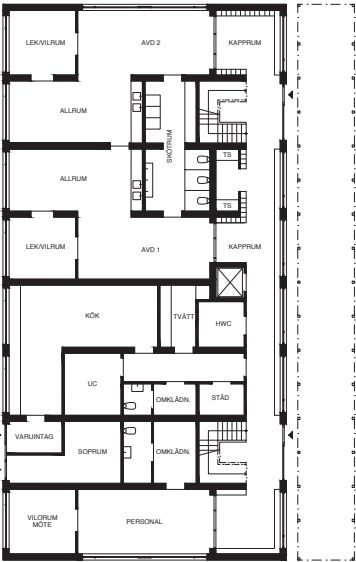 LEK/VILRUM
AVD 2
KAPPRUM
ALLRUM
SKÖTRUM
TS
ALLRUM
TS
LEK/VILRUM
AVD 1
KAPPRUM
KÖK
TVÄTT
HWC
UC
OMKLÄDN.
STÄD
VARUINTAG
SOPRUM
OMKLÄDN.
VILORUM
MÖTE
PERSONAL